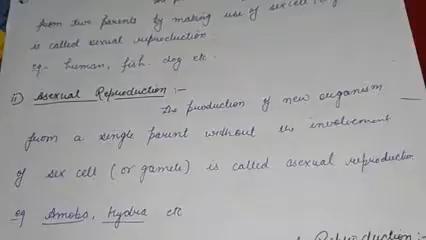 from two parents by making use of sex cell
is called sexual reproduction.
eg - human, fish. dog etc.
ii) Asexual Reproduction :-
The production of new organism
from a single parent without the involvement
of sex cell (or gamete) is called asexual reproduction
eg Amoba, Hydra etc
Reproduction :-